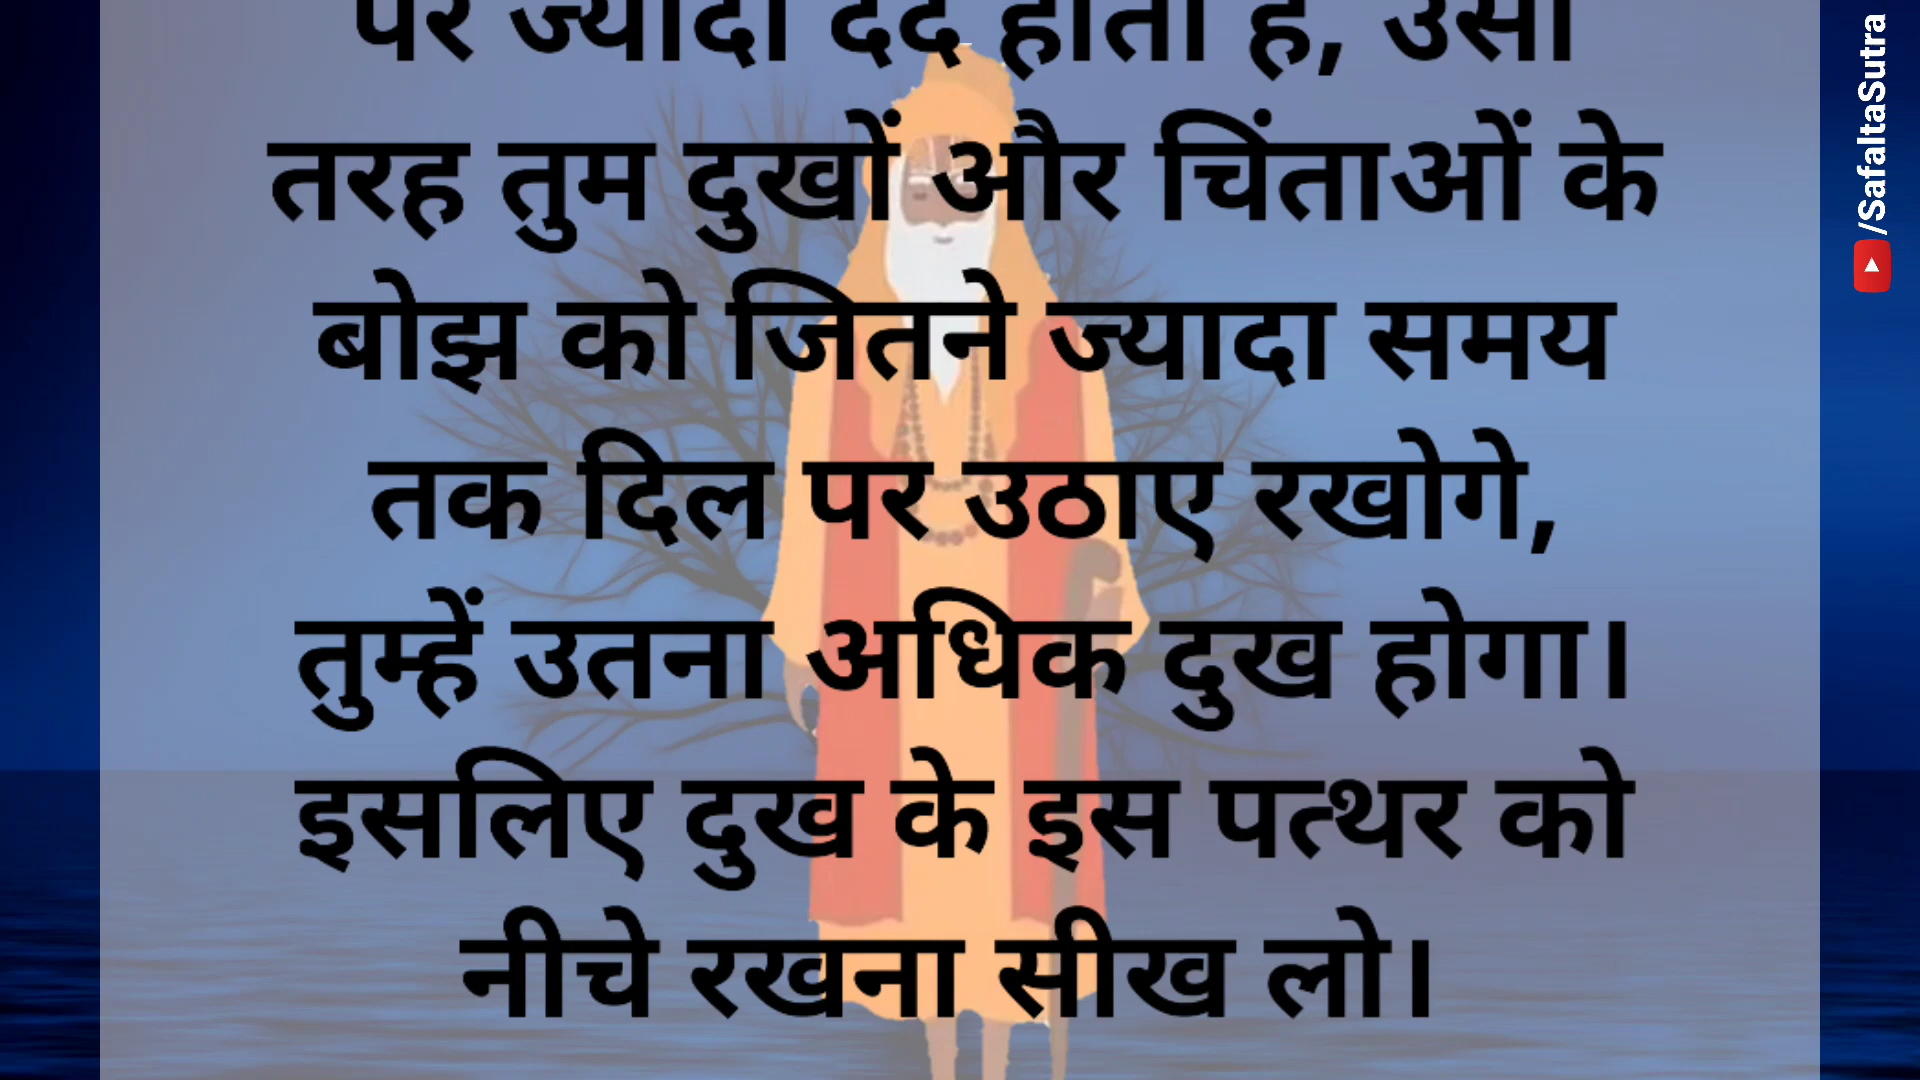 पर ज्यादा दर्द होता है, उसी
तरह तुम दुखों और चिंताओं के
बोझ को जितने ज्यादा समय
तक दिल पर उठाए रखोगे,
तुम्हें उतना अधिक दुख होगा।
इसलिए दुख के इस पत्थर को
नीचे रखना सीख लो।
/SafaltaSutra